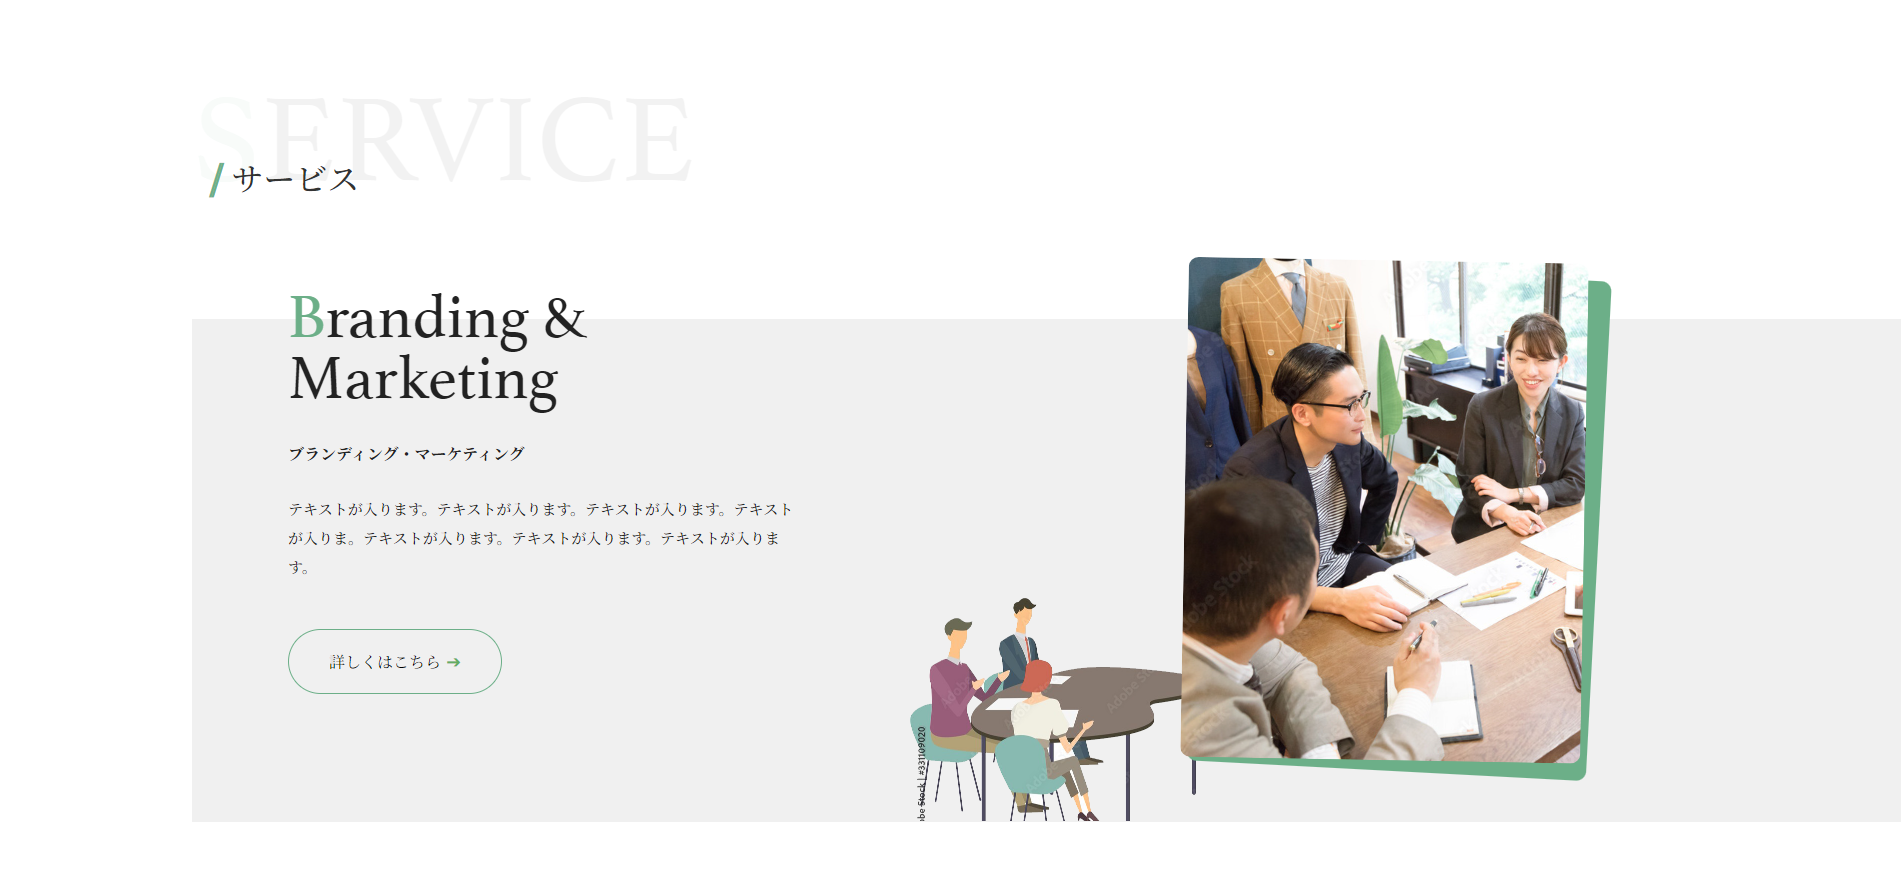 SERVICE
/ サービス
Branding &
Marketing
ブランディング・マーケティング
テキストが入ります。テキストが入ります。テキストが入ります。テキスト
が入りま。テキストが入ります。テキストが入ります。テキストが入りま
す。
詳しくはこちら ➔
obe Stock | #331109020
Adobe Stock